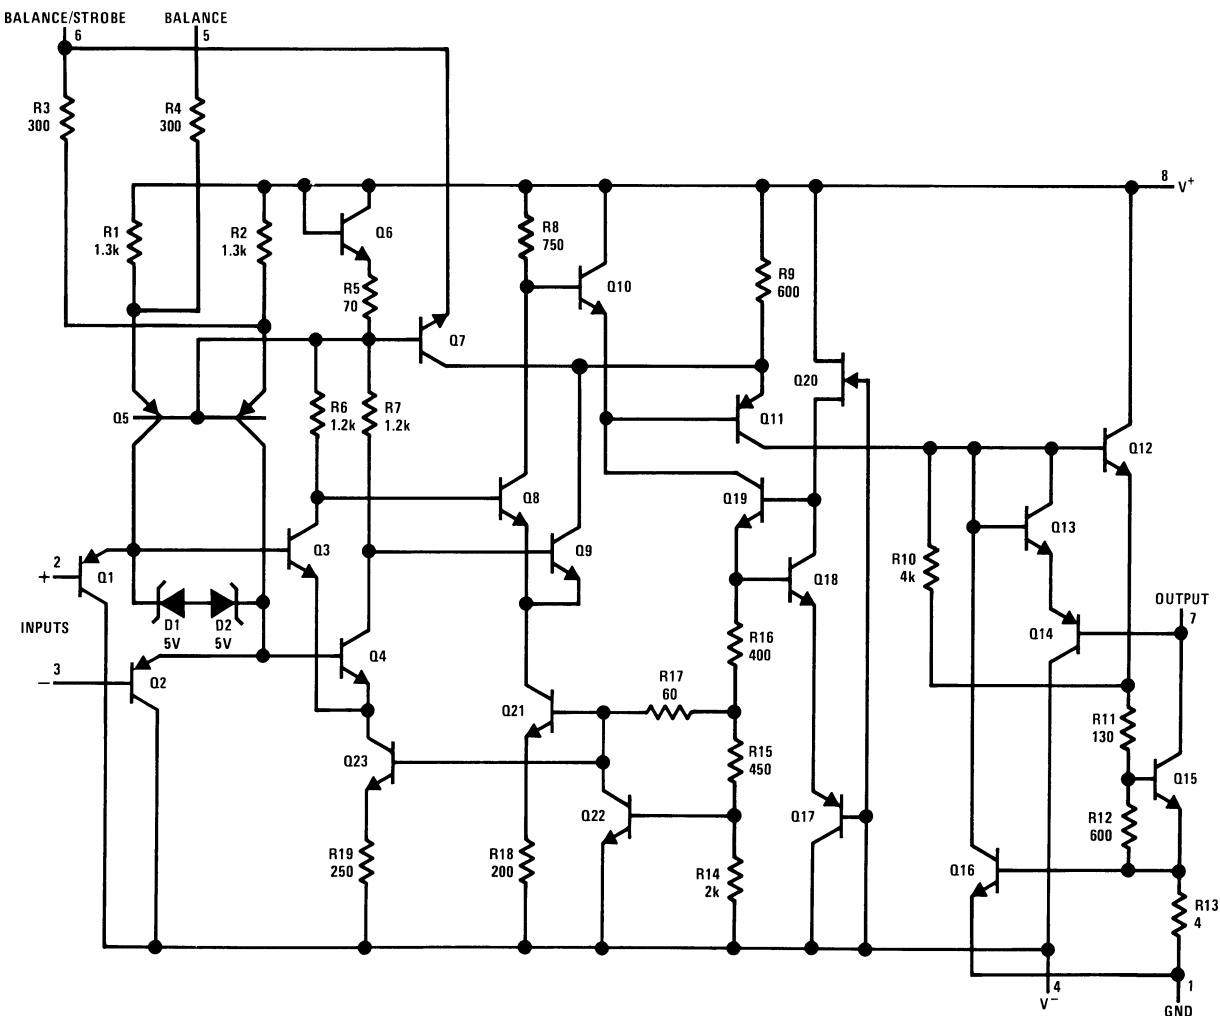 BALANCE/STROBE
6
BALANCE
5
R3
300
R4
300
8 V+
R1
1.3k
R2
1.3k
Q6
R5
70
R8
750
Q10
R9
600
Q7
Q20
Q5
R6
1.2k
R7
1.2k
Q11
Q12
Q8
Q19
Q13
Q3
Q9
R10
4k
2
+
Q1
Q18
OUTPUT
7
INPUTS
D1
5V
D2
5V
R16
400
Q14
3
−
Q2
Q4
R17
60
Q21
R11
130
Q23
R15
450
Q15
Q22
Q17
R12
600
R19
250
R18
200
R14
2k
Q16
R13
4
4
V−
1
GND